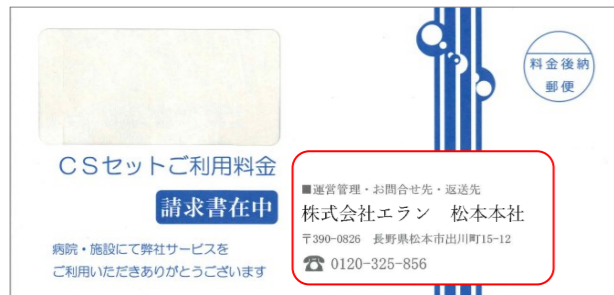 料金後納
郵便
CSセットご利用料金
請求書在中
病院・施設にて弊社サービスを
ご利用いただきありがとうございます
■運営管理・お問合せ先・返送先
株式会社エラン 松本本社
〒390-0826 長野県松本市出川町15-12
☎ 0120-325-856